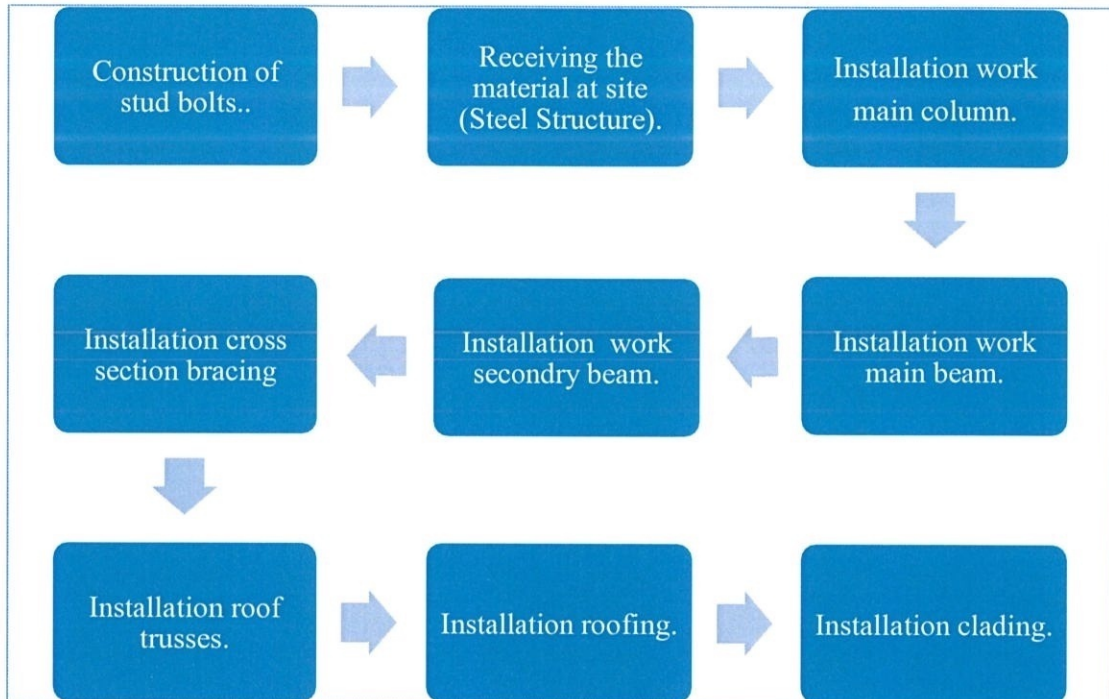 Construction of
stud bolts..
Receiving the
material at site
(Steel Structure).
Installation work
main column.
Installation work
main beam.
Installation work
secondry beam.
Installation cross
section bracing
Installation roof
trusses.
Installation roofing.
Installation clading.